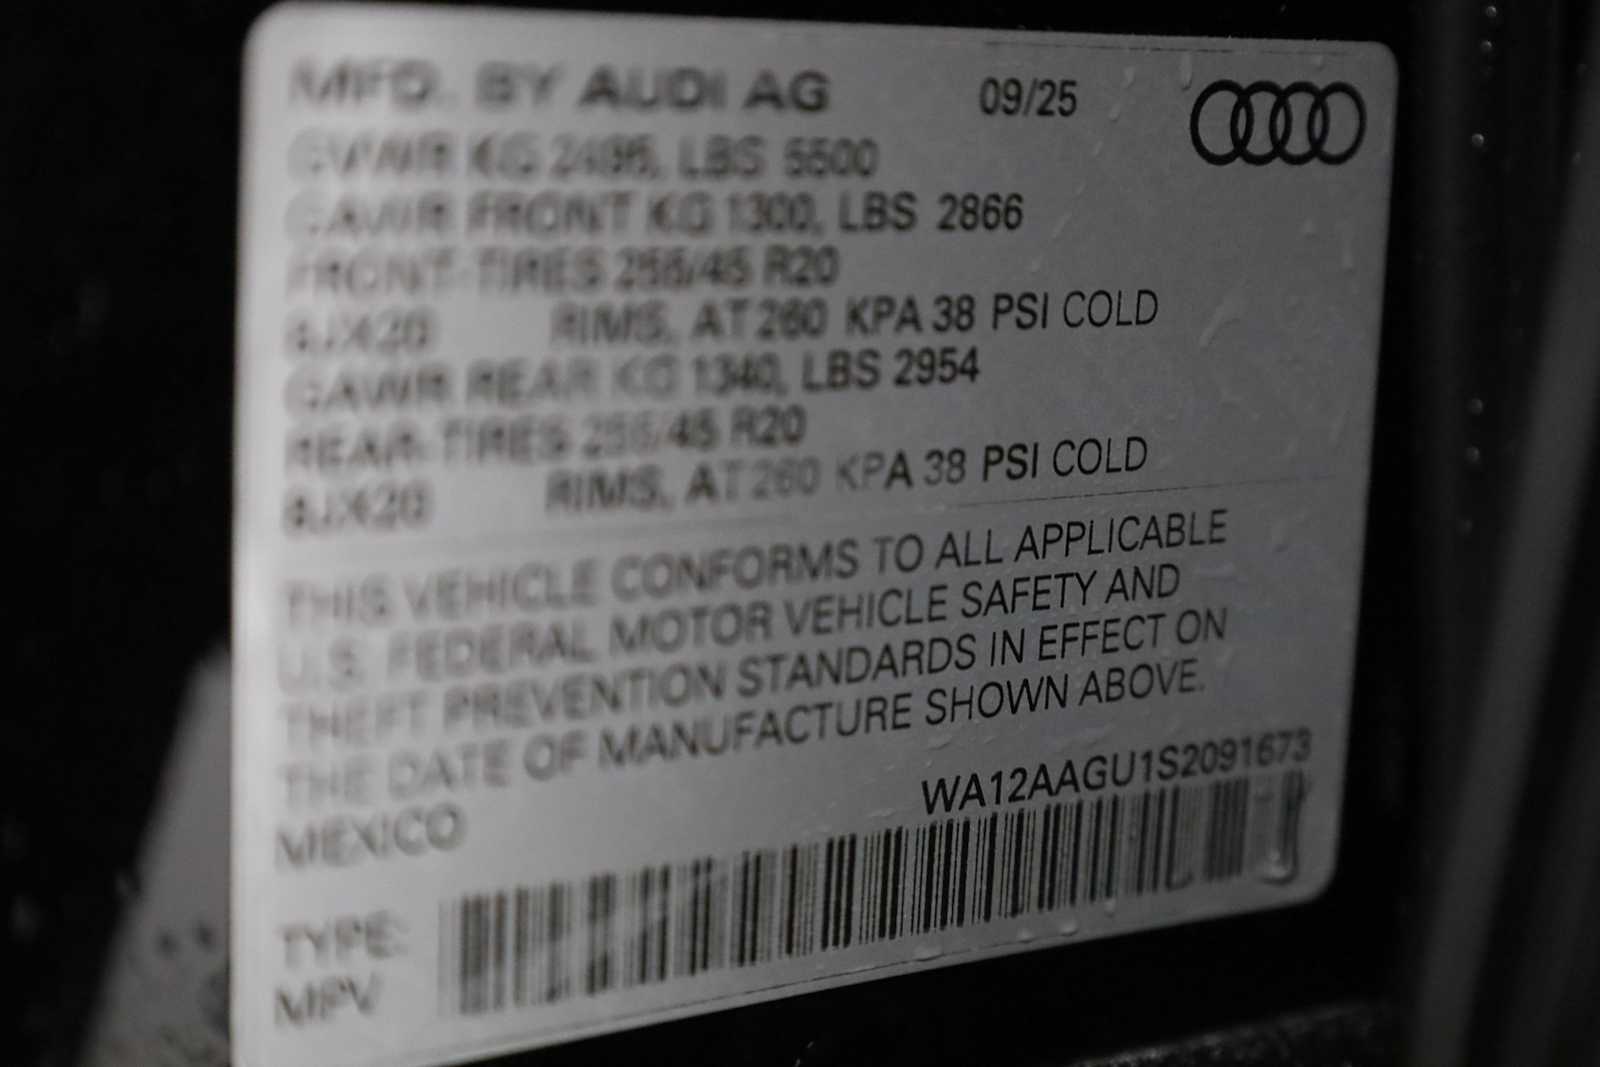 MFD. BY AUDI AG 09/25
GVWR KG 2495, LBS 5500
GAWR FRONT KG 1300, LBS 2866
FRONT-TIRES 255/45 R20
8JX20 RIMS, AT 260 KPA 38 PSI COLD
GAWR REAR KG 1340, LBS 2954
REAR-TIRES 255/45 R20
8JX20 RIMS, AT 260 KPA 38 PSI COLD
THIS VEHICLE CONFORMS TO ALL APPLICABLE
U.S. FEDERAL MOTOR VEHICLE SAFETY AND
THEFT PREVENTION STANDARDS IN EFFECT ON
THE DATE OF MANUFACTURE SHOWN ABOVE.
MEXICO WA12AAGU1S2091673
TYPE:
MPV